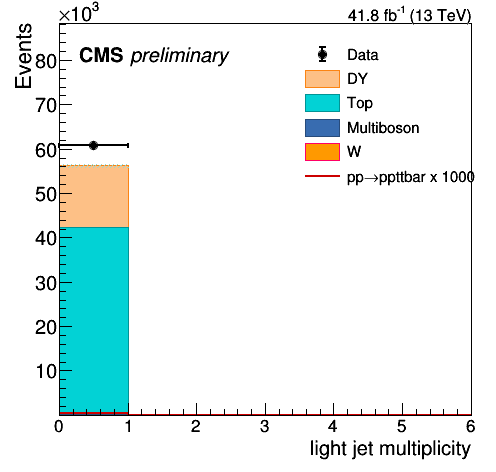 ×10³
41.8 fb⁻¹ (13 TeV)
Events
CMS preliminary
Data
DY
Top
Multiboson
W
pp→ppttbar x 1000
80
70
60
50
40
30
20
10
0 1 2 3 4 5 6
light jet multiplicity